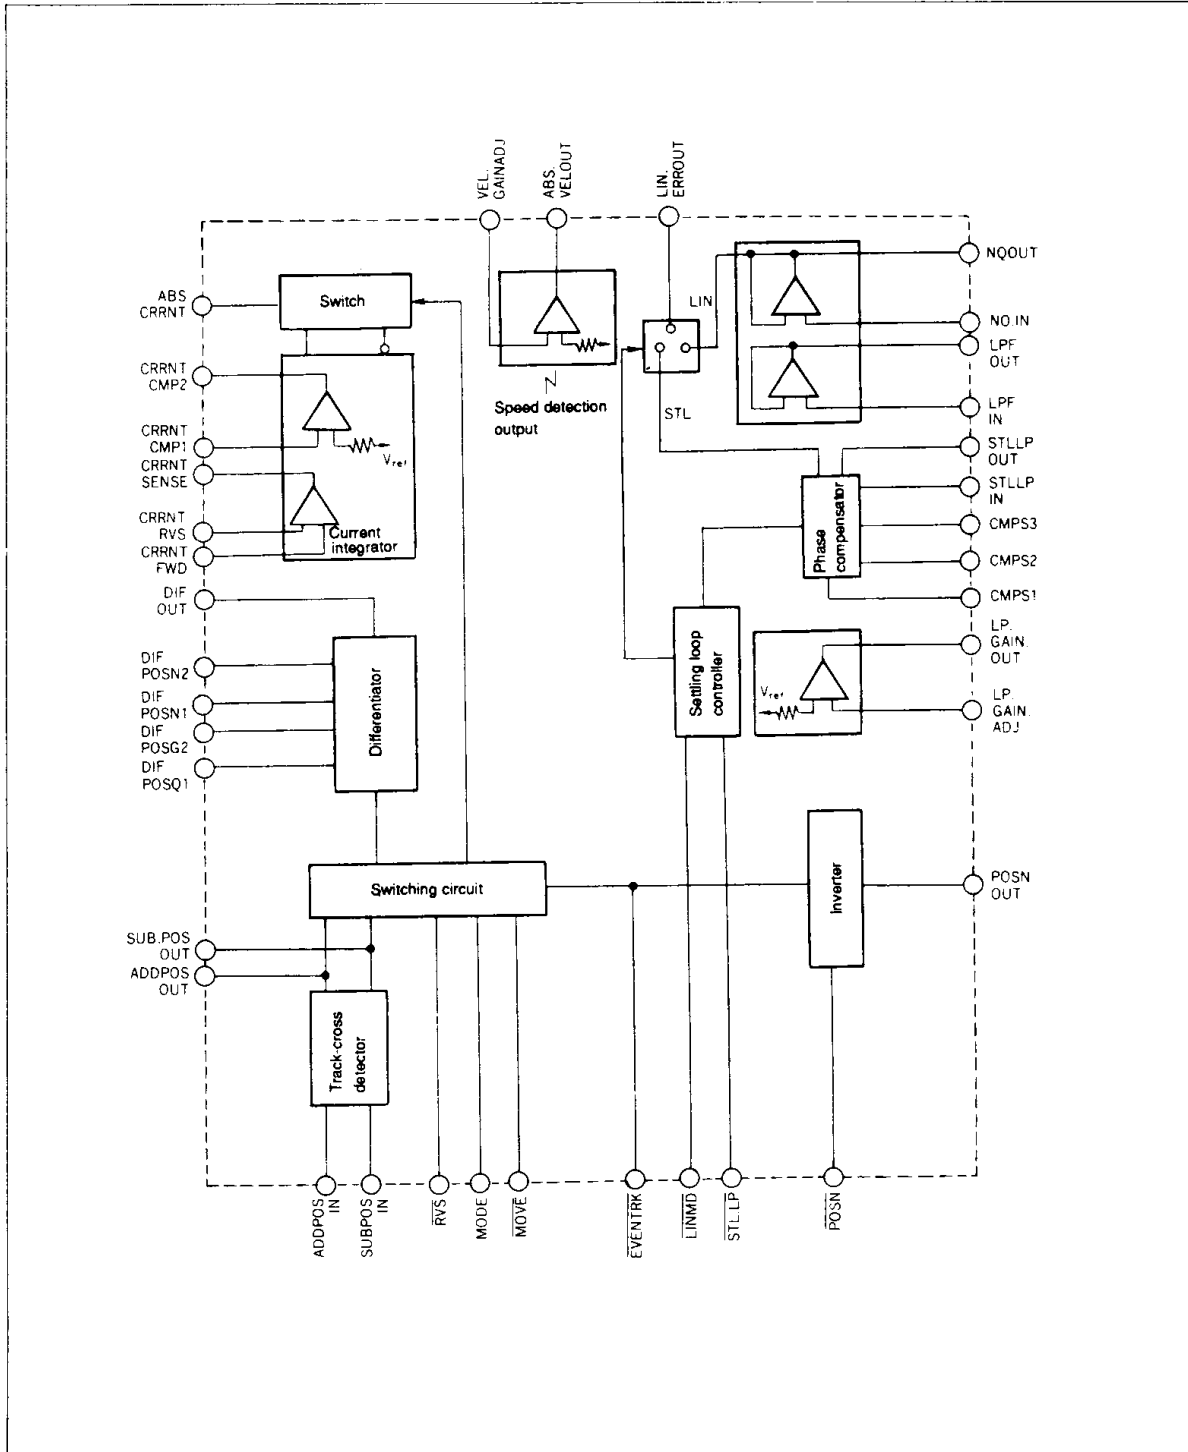 VEL.
GAINADJ
ABS.
VELOUT
LIN.
ERROUT
ABS
CRRNT
Switch
LIN
NQOUT
NO.IN
LPF
OUT
LPF
IN
CRRNT
CMP2
CRRNT
CMP1
CRRNT
SENSE
CRRNT
RVS
CRRNT
FWD
Vref
Current
integrator
Speed detection
output
STL
STLLP
OUT
STLLP
IN
CMPS3
CMPS2
CMPS1
Phase
compensator
DIF
OUT
DIF
POSN2
DIF
POSN1
DIF
POSG2
DIF
POSQ1
Differentiator
Settling loop
controller
Vref
LP.
GAIN.
OUT
LP.
GAIN.
ADJ
Switching circuit
Inverter
POSN
OUT
SUB.POS
OUT
ADDPOS
OUT
Track-cross
detector
ADDPOS
IN
SUBPOS
IN
RVS
MODE
MOVE
EVENTRK
LINMD
STL.LP
POSN